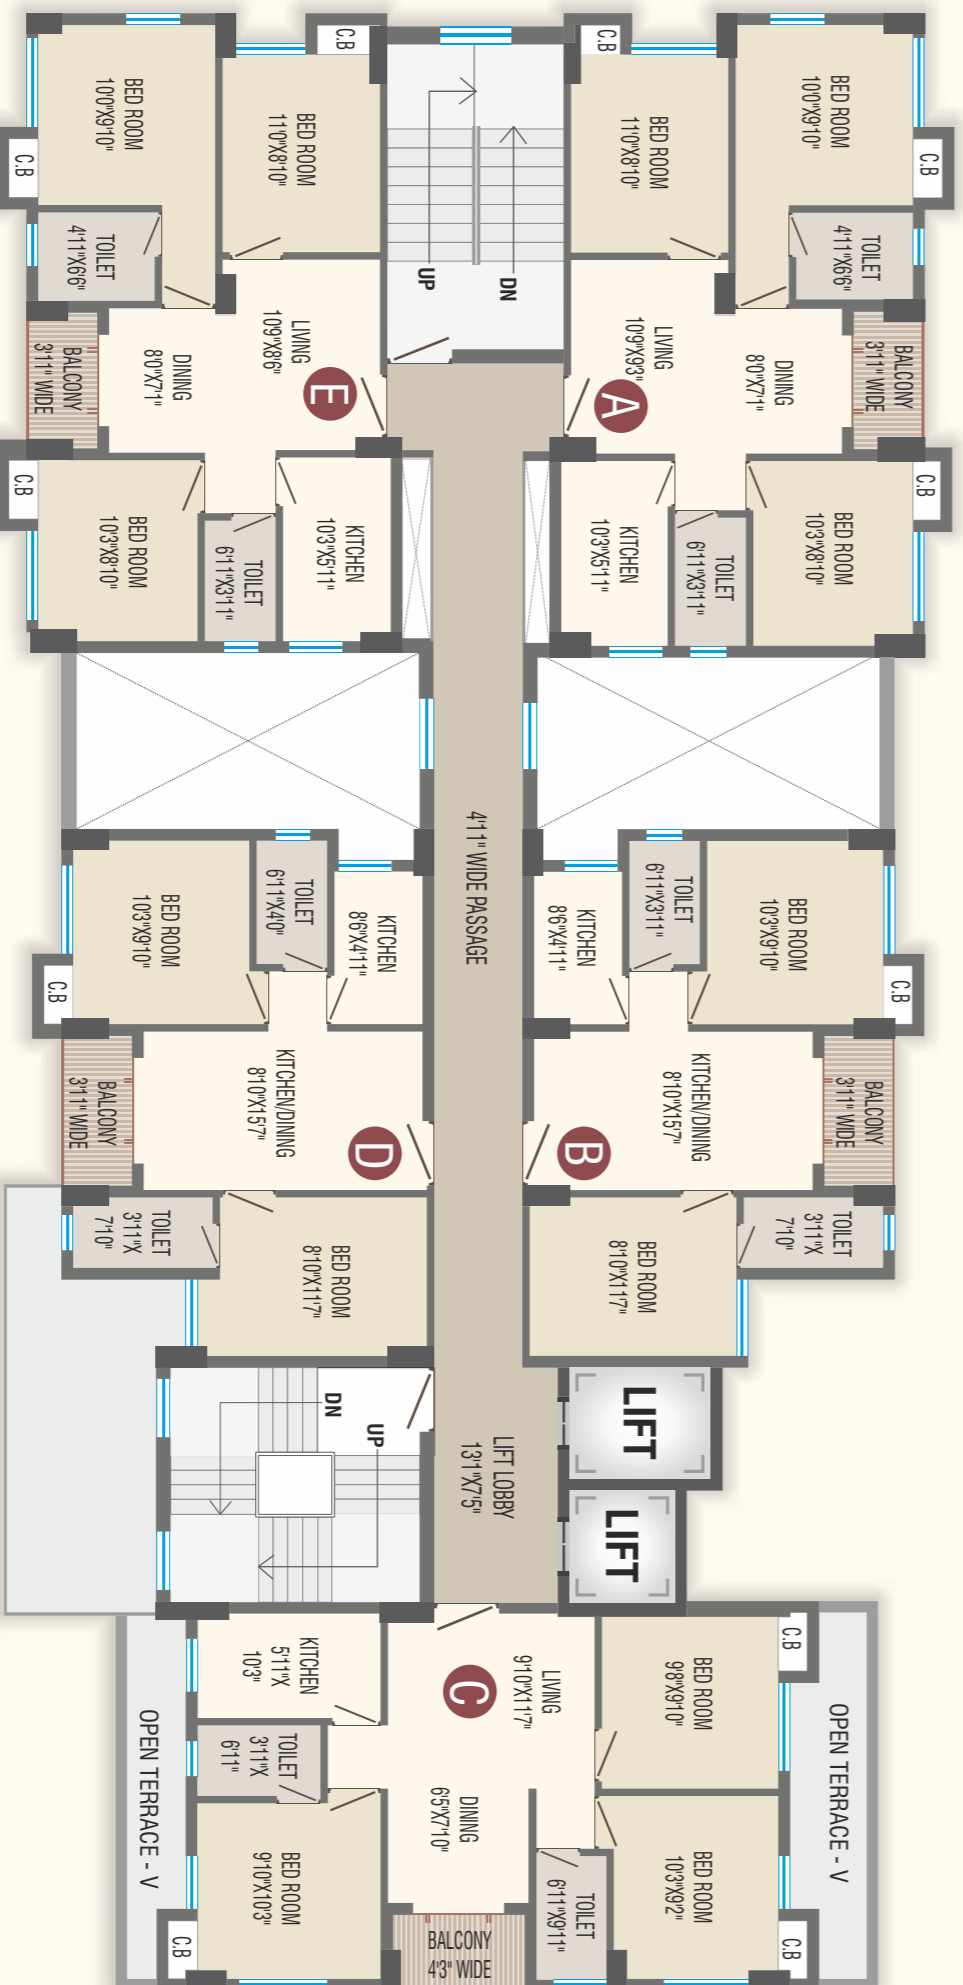 C.B
C.B
BED ROOM
10'0"X9'10"
BED ROOM
11'0"X8'10"
BED ROOM
11'0"X8'10"
BED ROOM
10'0"X9'10"
C.B
C.B
TOILET
4'11"X6'6"
UP
DN
TOILET
4'11"X6'6"
BALCONY
3'11" WIDE
DINING
8'0"X7'1"
LIVING
10'9"X8'6"
E
LIVING
10'9"X9'3"
A
DINING
8'0"X7'1"
BALCONY
3'11" WIDE
C.B
C.B
BED ROOM
10'3"X8'10"
TOILET
6'11"X3'11"
KITCHEN
10'3"X5'11"
KITCHEN
10'3"X5'11"
TOILET
6'11"X3'11"
BED ROOM
10'3"X8'10"
4'11" WIDE PASSAGE
BED ROOM
10'3"X9'10"
TOILET
6'11"X4'0"
KITCHEN
8'6"X4'11"
KITCHEN
8'6"X4'11"
TOILET
6'11"X3'11"
BED ROOM
10'3"X9'10"
C.B
C.B
BALCONY
3'11" WIDE
KITCHEN/DINING
8'10"X15'7"
D
B
KITCHEN/DINING
8'10"X15'7"
BALCONY
3'11" WIDE
TOILET
3'11"X
7'10"
BED ROOM
8'10"X11'7"
BED ROOM
8'10"X11'7"
TOILET
3'11"X
7'10"
DN
UP
LIFT LOBBY
13'1"X7'5"
LIFT
LIFT
KITCHEN
5'11"X
10'3"
C
LIVING
9'10"X11'7"
BED ROOM
9'8"X9'10"
C.B
OPEN TERRACE - V
TOILET
3'11"X
6'11"
DINING
6'5"X7'10"
OPEN TERRACE - V
BED ROOM
9'10"X10'3"
TOILET
6'11"X9'11"
BED ROOM
10'3"X9'2"
C.B
BALCONY
4'3" WIDE
C.B